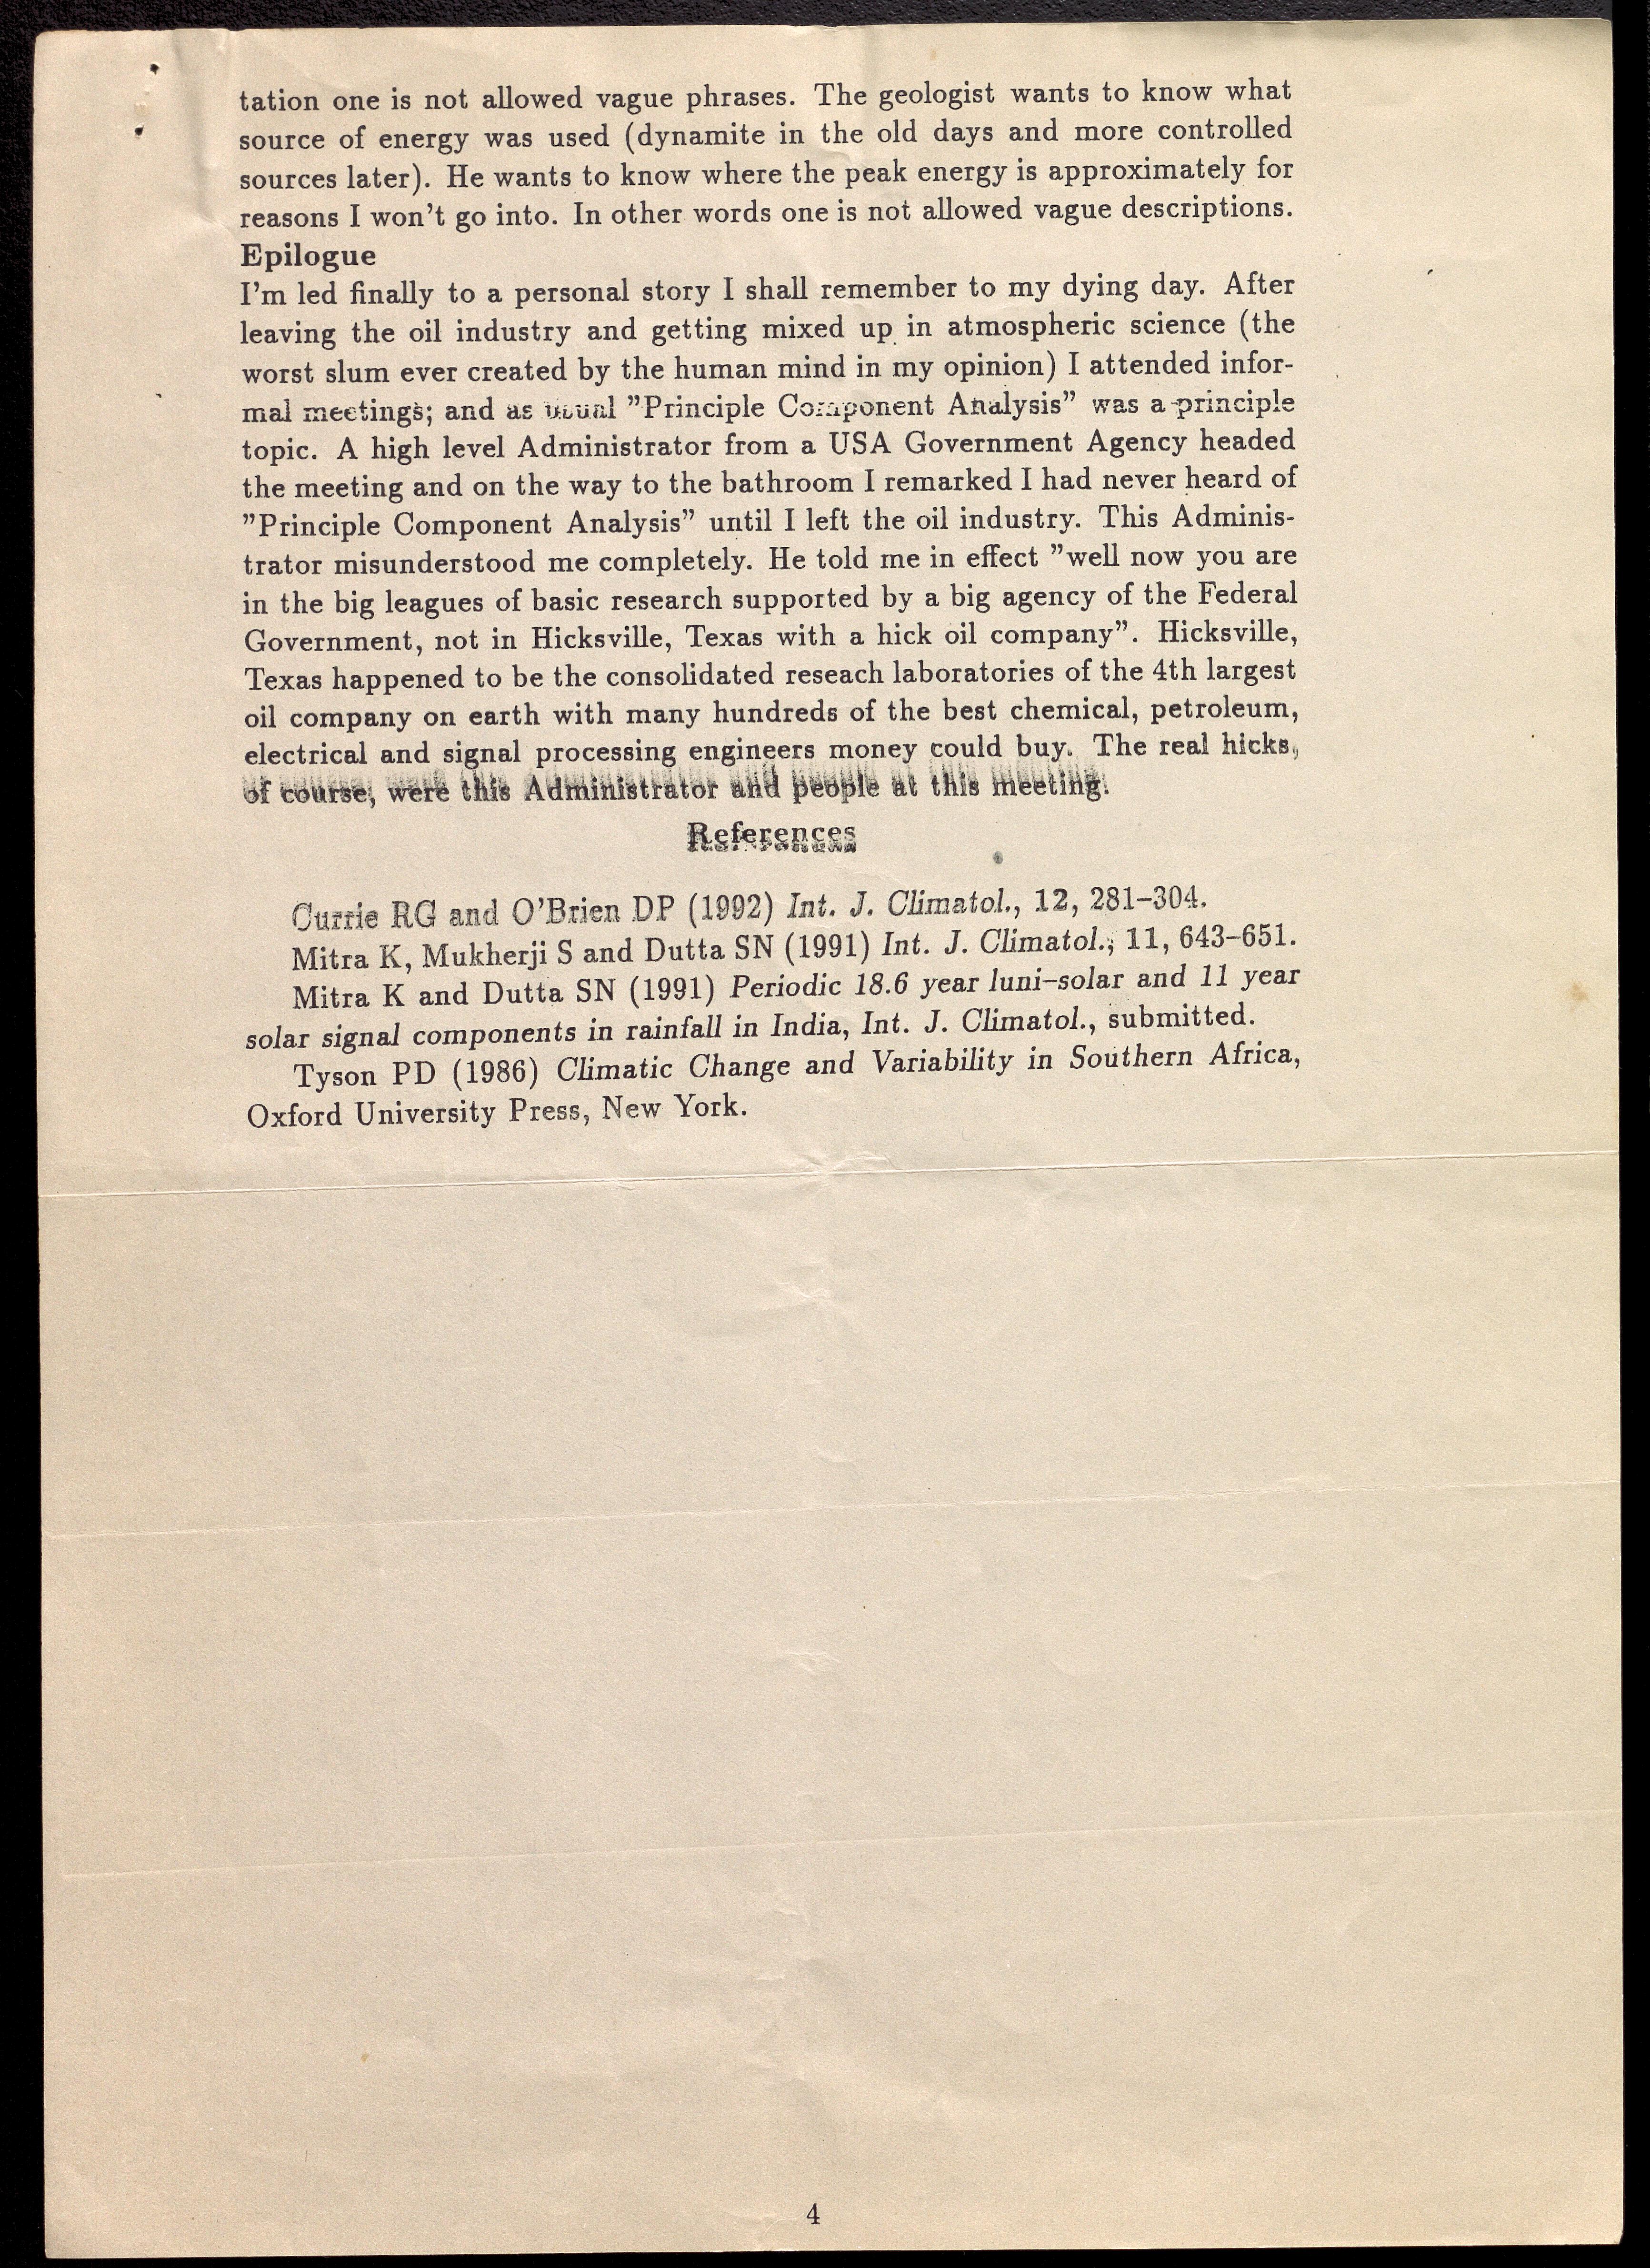 tation one is not allowed vague phrases. The geologist wants to know what
source of energy was used (dynamite in the old days and more controlled
sources later). He wants to know where the peak energy is approximately for
reasons I won't go into. In other words one is not allowed vague descriptions.
Epilogue
I'm led finally to a personal story I shall remember to my dying day. After
leaving the oil industry and getting mixed up in atmospheric science (the
worst slum ever created by the human mind in my opinion) I attended infor-
mal meetings; and as usual ”Principle Component Analysis” was a principle
topic. A high level Administrator from a USA Government Agency headed
the meeting and on the way to the bathroom I remarked I had never heard of
”Principle Component Analysis” until I left the oil industry. This Adminis-
trator misunderstood me completely. He told me in effect ”well now you are
in the big leagues of basic research supported by a big agency of the Federal
Government, not in Hicksville, Texas with a hick oil company”. Hicksville,
Texas happened to be the consolidated reseach laboratories of the 4th largest
oil company on earth with many hundreds of the best chemical, petroleum,
electrical and signal processing engineers money could buy. The real hicks,
of course, were this Administrator and people at this meeting.
References
Currie RG and O'Brien DP (1992) Int. J. Climatol., 12, 281–304.
Mitra K, Mukherji S and Dutta SN (1991) Int. J. Climatol., 11, 643–651.
Mitra K and Dutta SN (1991) Periodic 18.6 year luni–solar and 11 year
solar signal components in rainfall in India, Int. J. Climatol., submitted.
Tyson PD (1986) Climatic Change and Variability in Southern Africa,
Oxford University Press, New York.
4